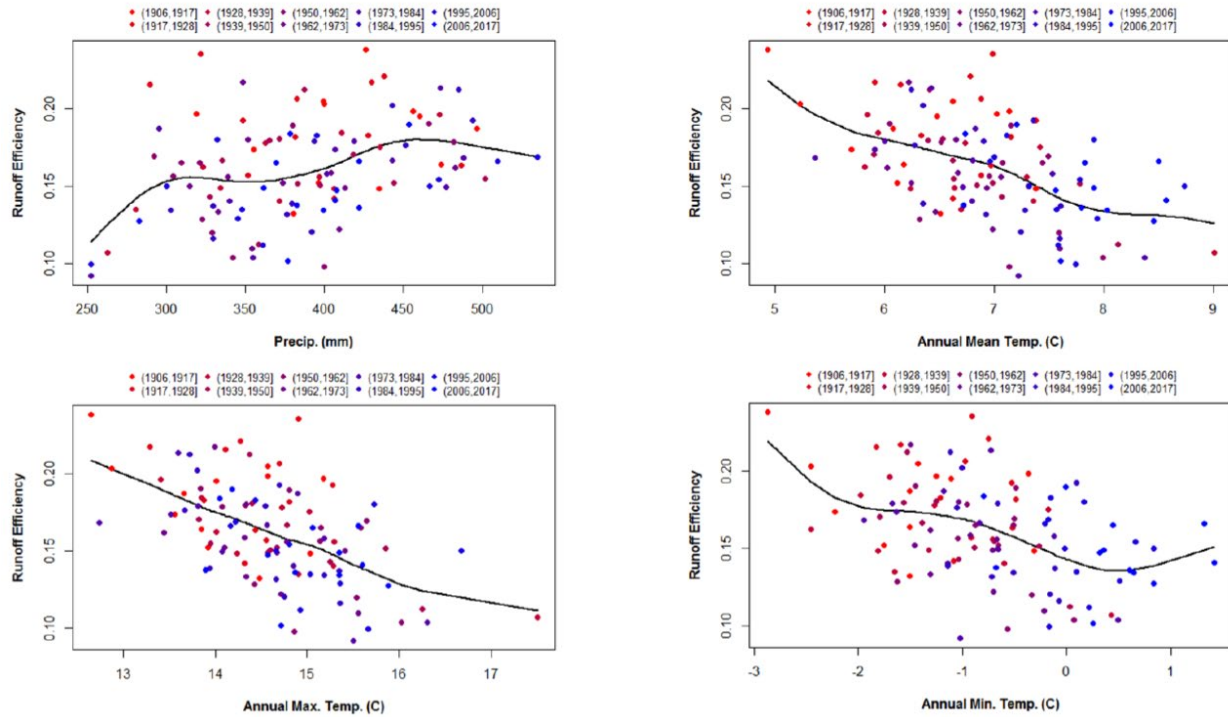 (1906,1917] (1928,1939] (1950,1962] (1973,1984] (1995,2006]
(1917,1928] (1939,1950] (1962,1973] (1984,1995] (2006,2017]
Runoff Efficiency
0.20
0.15
0.10
250 300 350 400 450 500
Precip. (mm)
(1906,1917] (1928,1939] (1950,1962] (1973,1984] (1995,2006]
(1917,1928] (1939,1950] (1962,1973] (1984,1995] (2006,2017]
Runoff Efficiency
0.20
0.15
0.10
5 6 7 8 9
Annual Mean Temp. (C)
(1906,1917] (1928,1939] (1950,1962] (1973,1984] (1995,2006]
(1917,1928] (1939,1950] (1962,1973] (1984,1995] (2006,2017]
Runoff Efficiency
0.20
0.15
0.10
13 14 15 16 17
Annual Max. Temp. (C)
(1906,1917] (1928,1939] (1950,1962] (1973,1984] (1995,2006]
(1917,1928] (1939,1950] (1962,1973] (1984,1995] (2006,2017]
Runoff Efficiency
0.20
0.15
0.10
-3 -2 -1 0 1
Annual Min. Temp. (C)